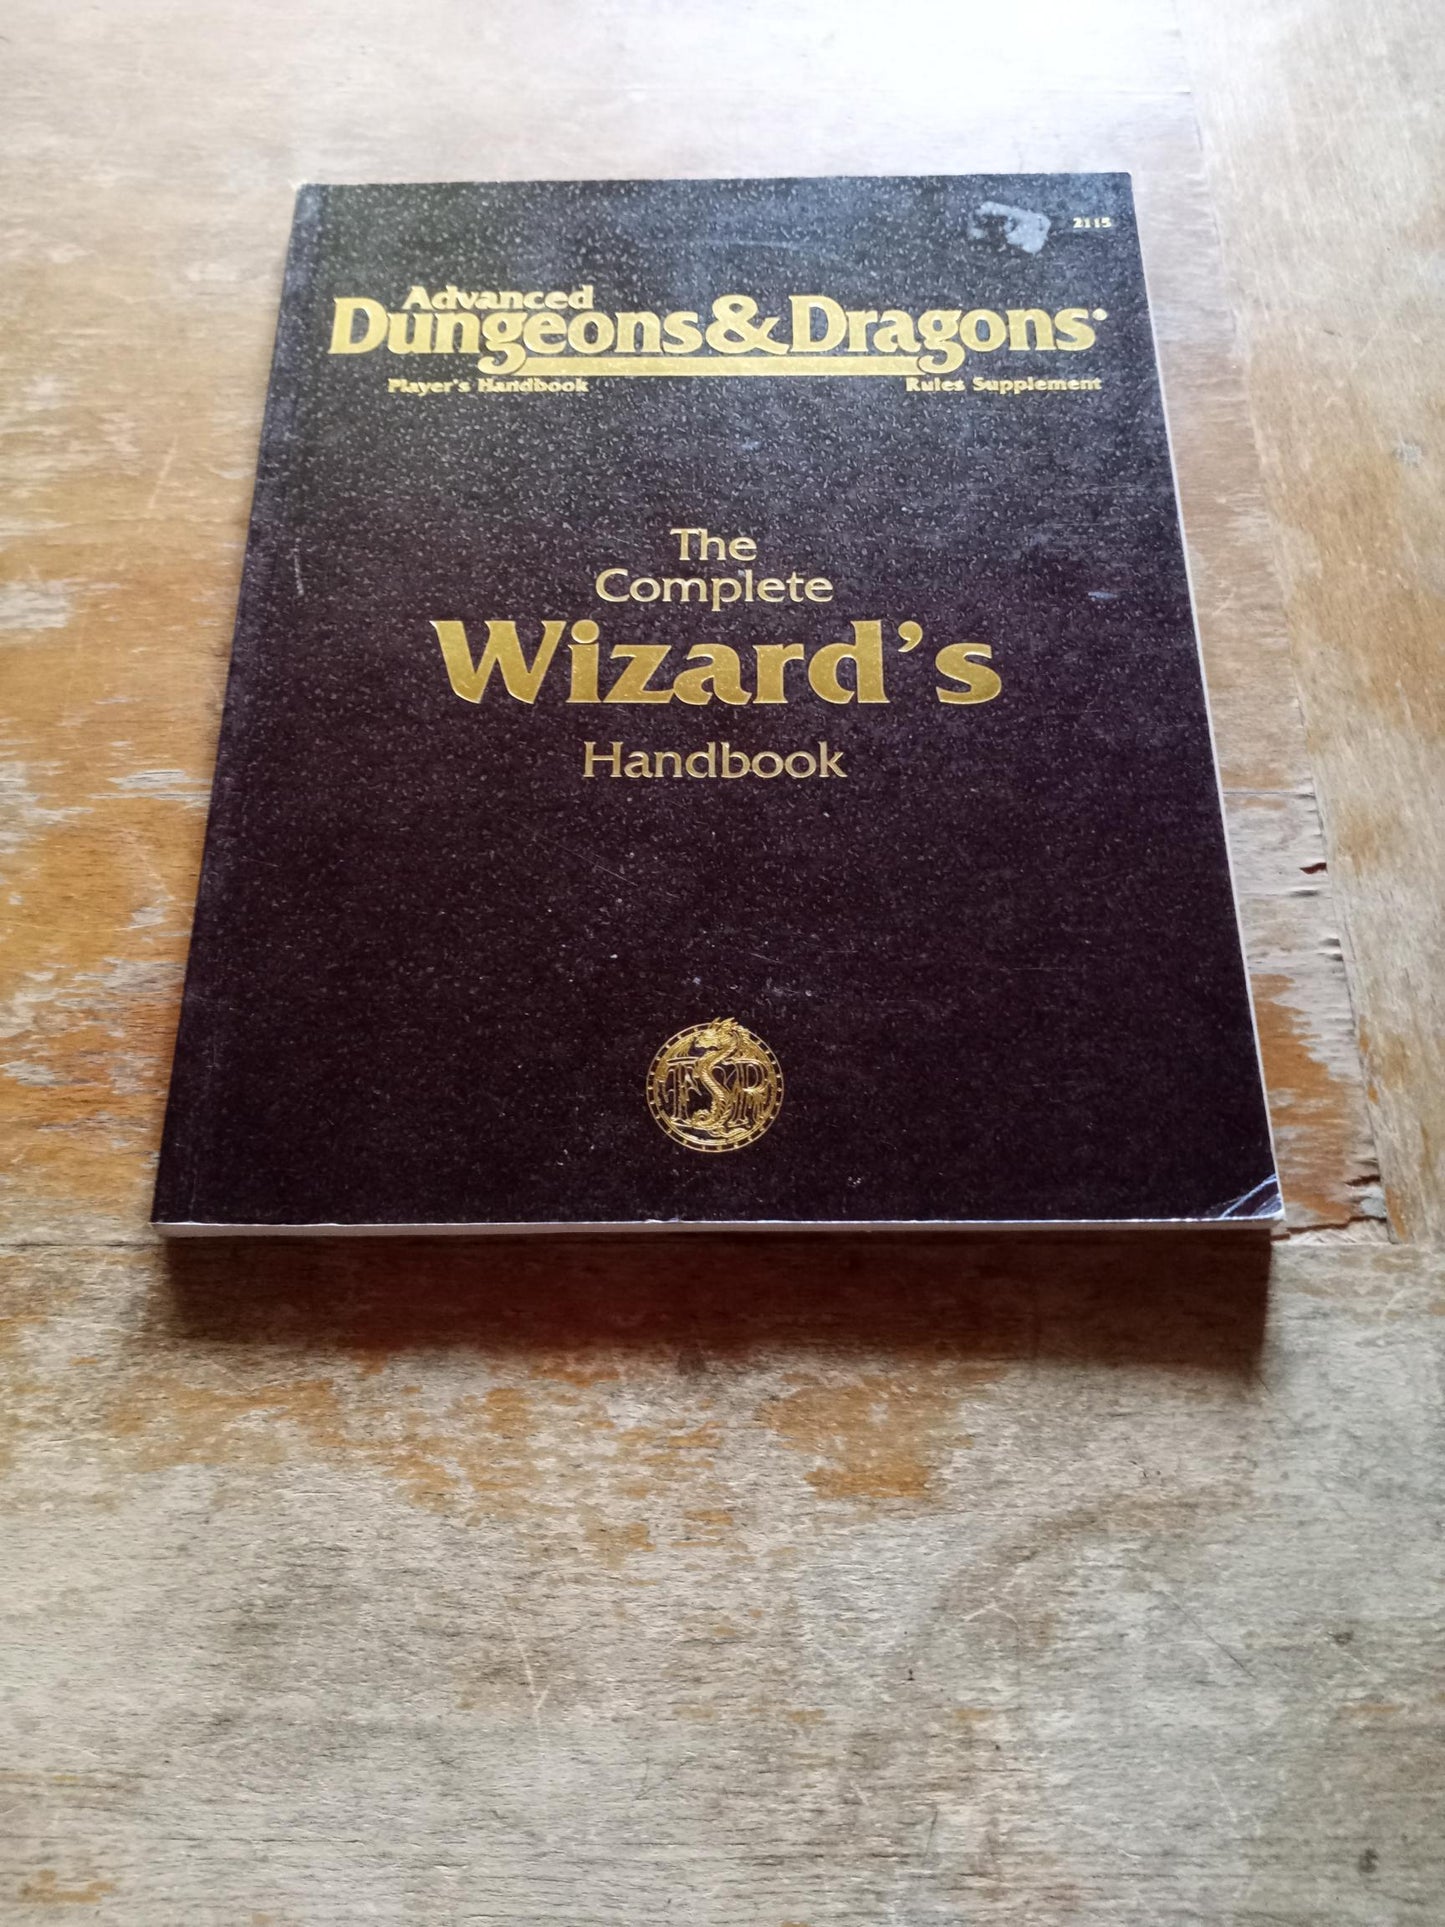 2115
Advanced
Dungeons & Dragons®
Player's Handbook Rules Supplement
The
Complete
Wizard's
Handbook
TSR